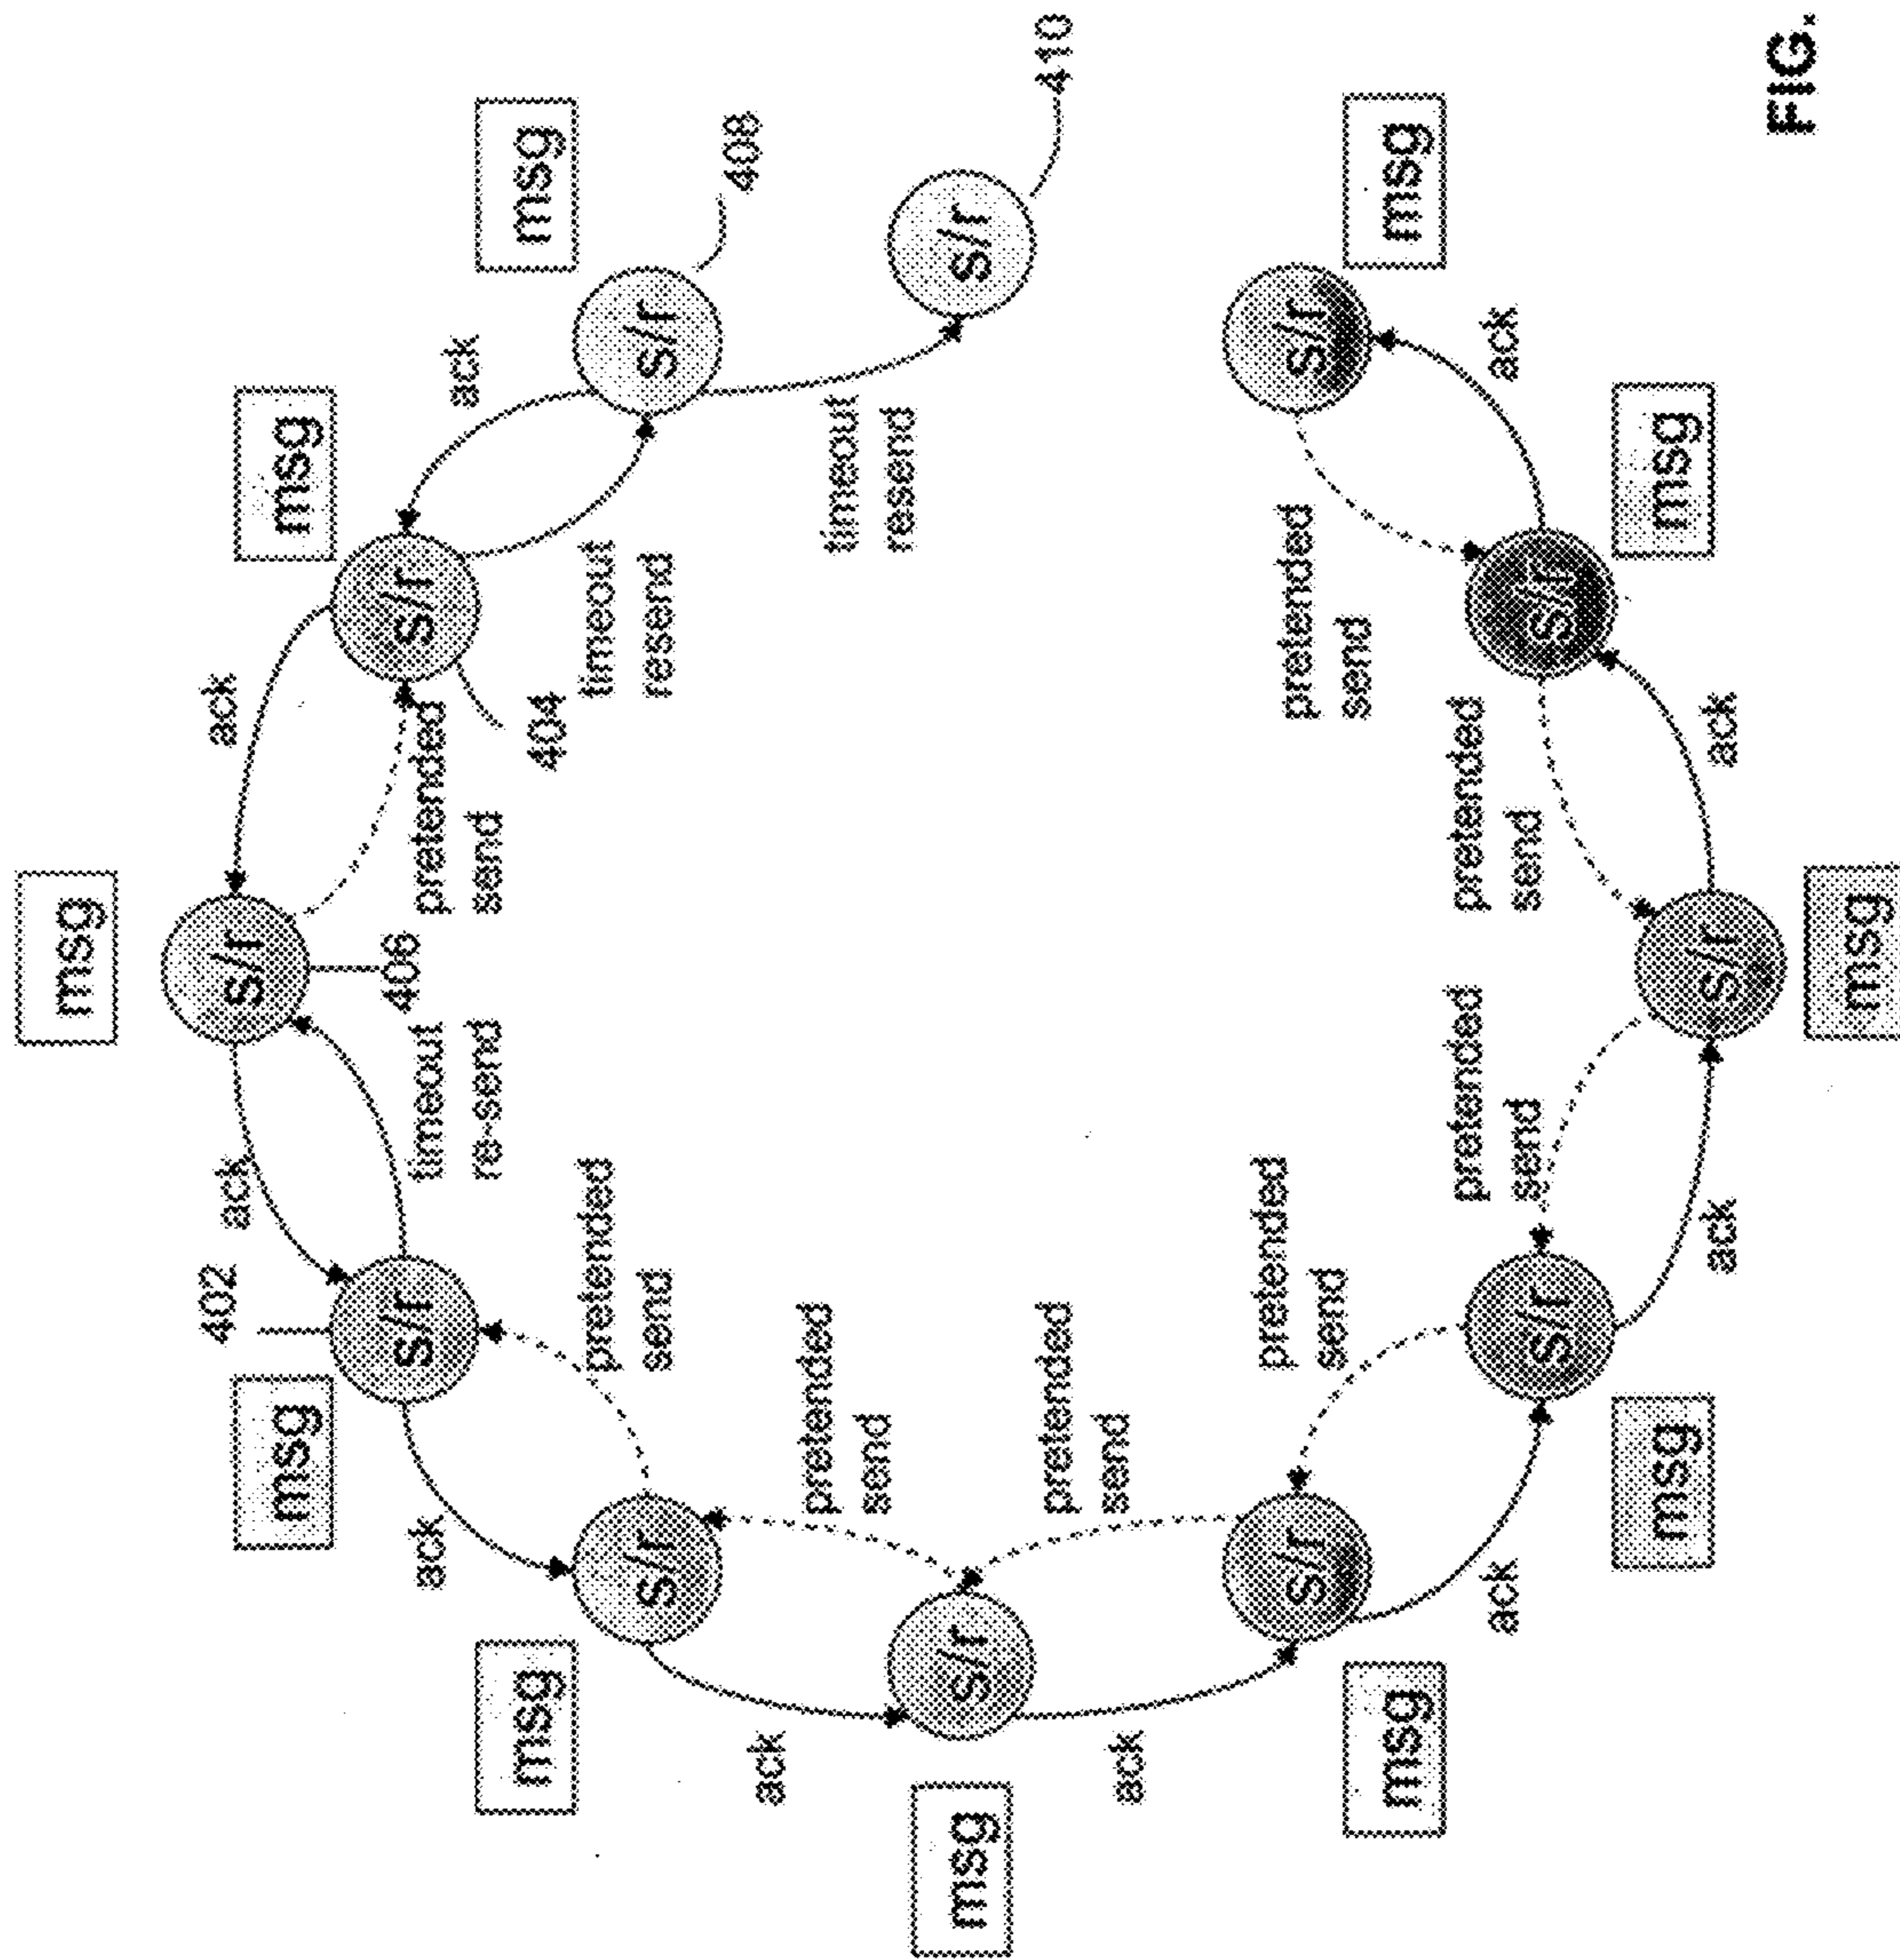 msg
402
ack
ack
s/r
msg
msg
s/r
406
s/r
ack
timeout
re-send
pretended
send
ack
msg
404
msg
pretended
send
timeout
resend
s/r
s/r
408
ack
pretended
send
timeout
resend
msg
s/r
s/r
410
ack
pretended
send
pretended
send
pretended
send
s/r
s/r
msg
msg
pretended
send
pretended
send
ack
ack
s/r
s/r
msg
msg
ack
s/r
ack
msg
FIG.